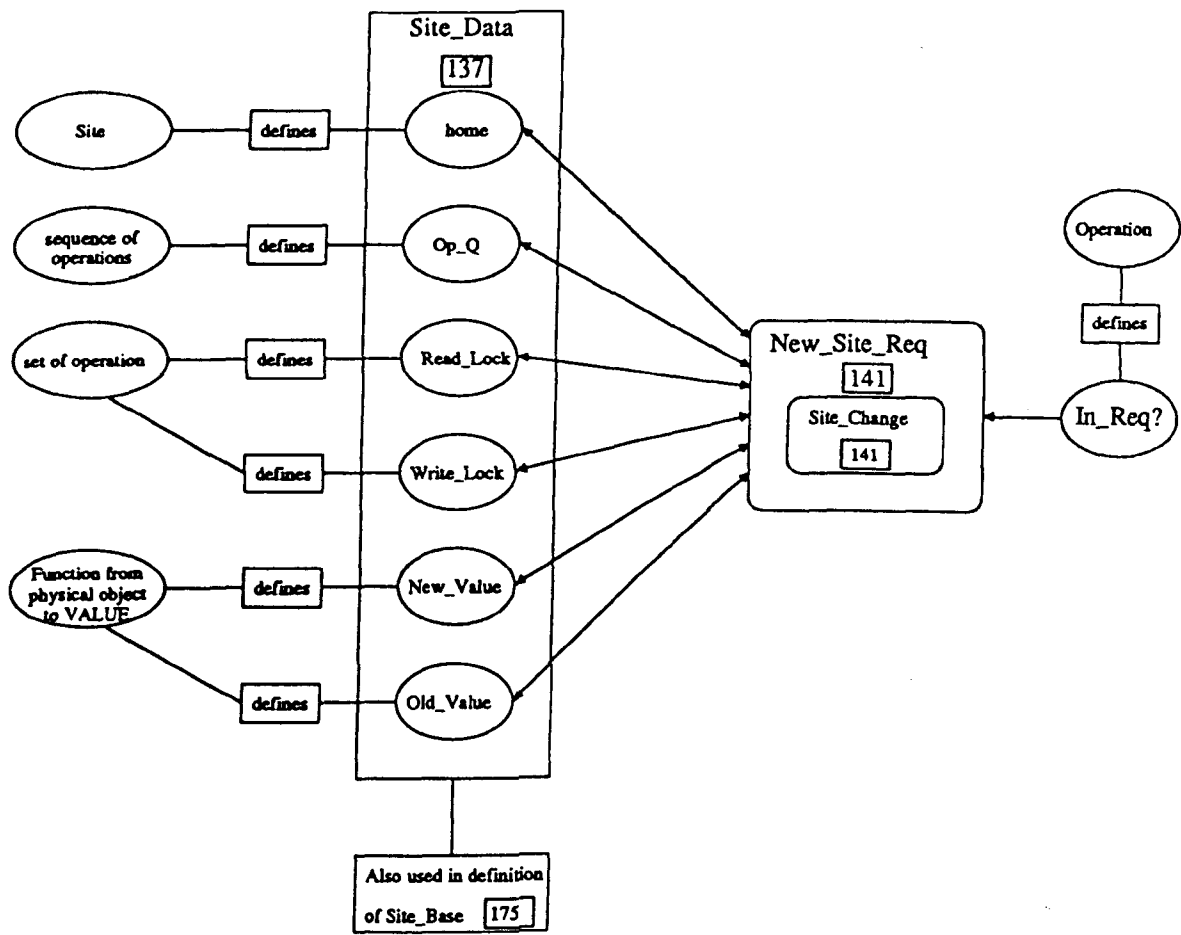 Site_Data
137
Site
defines
home
sequence of
operations
defines
Op_Q
set of operation
defines
Read_Lock
defines
Write_Lock
Function from
physical object
to VALUE
defines
New_Value
defines
Old_Value
New_Site_Req
141
Site_Change
141
Operation
defines
In_Req?
Also used in definition
of Site_Base 175